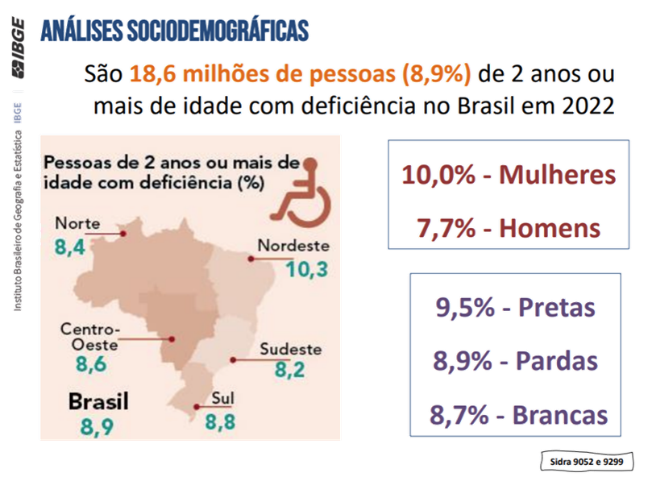 IBGE
Instituto Brasileiro de Geografia e Estatística IBGE
ANÁLISES SOCIODEMOGRÁFICAS
São 18,6 milhões de pessoas (8,9%) de 2 anos ou
mais de idade com deficiência no Brasil em 2022
Pessoas de 2 anos ou mais de
idade com deficiência (%)
Norte
8,4
Nordeste
10,3
Centro-
Oeste
8,6
Sudeste
8,2
Sul
8,8
Brasil
8,9
10,0% - Mulheres
7,7% - Homens
9,5% - Pretas
8,9% - Pardas
8,7% - Brancas
Sidra 9052 e 9299